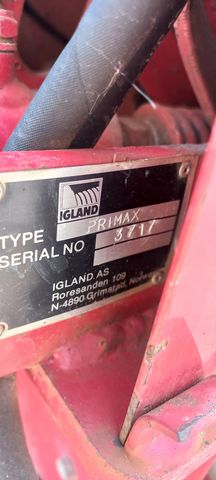 IGLAND
TYPE PRIMAX
SERIAL NO 3717
IGLAND AS
Roresanden 109
N-4890 Grimstad, Norway